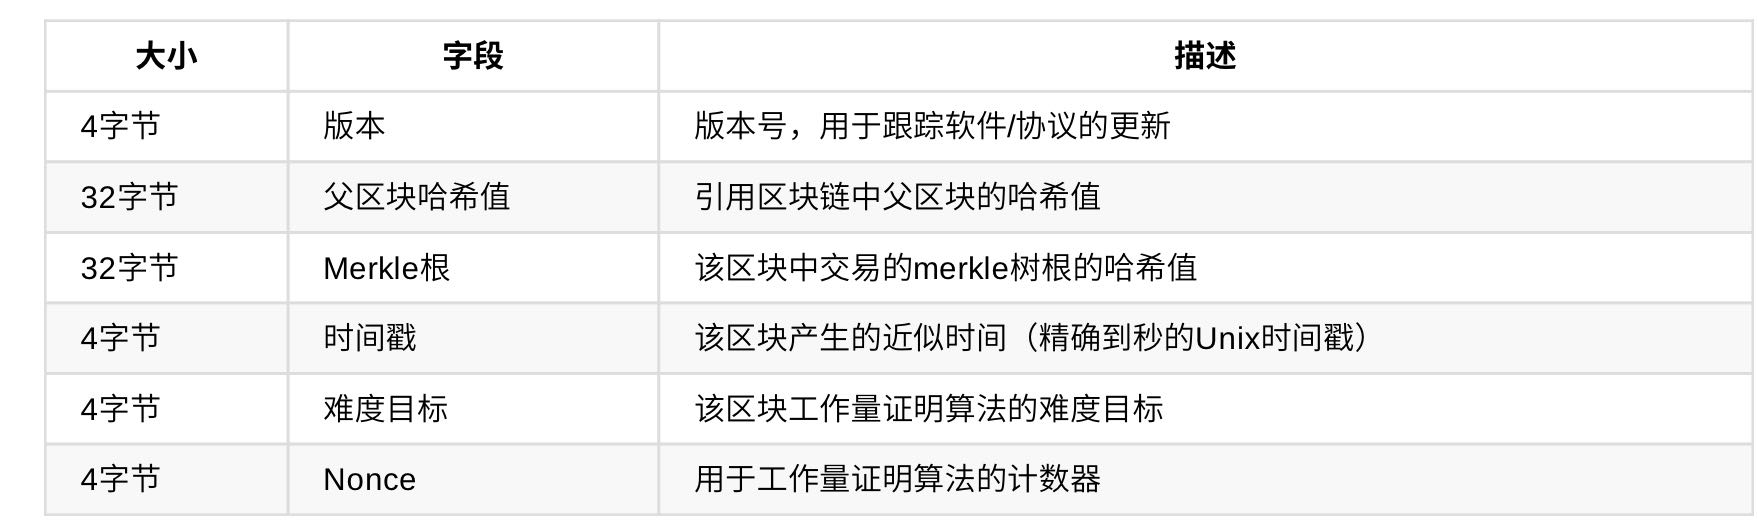 大小 字段 描述
4字节 版本 版本号，用于跟踪软件/协议的更新
32字节 父区块哈希值 引用区块链中父区块的哈希值
32字节 Merkle根 该区块中交易的merkle树根的哈希值
4字节 时间戳 该区块产生的近似时间（精确到秒的Unix时间戳）
4字节 难度目标 该区块工作量证明算法的难度目标
4字节 Nonce 用于工作量证明算法的计数器